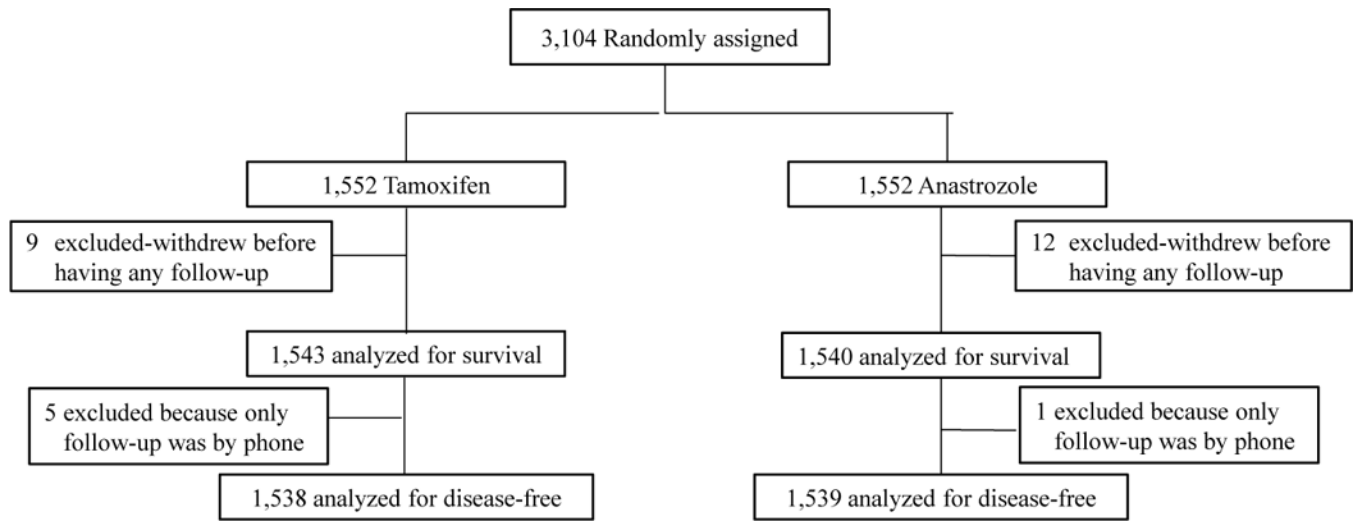 3,104 Randomly assigned
1,552 Tamoxifen
1,552 Anastrozole
9 excluded-withdrew before
having any follow-up
12 excluded-withdrew before
having any follow-up
1,543 analyzed for survival
1,540 analyzed for survival
5 excluded because only
follow-up was by phone
1 excluded because only
follow-up was by phone
1,538 analyzed for disease-free
1,539 analyzed for disease-free